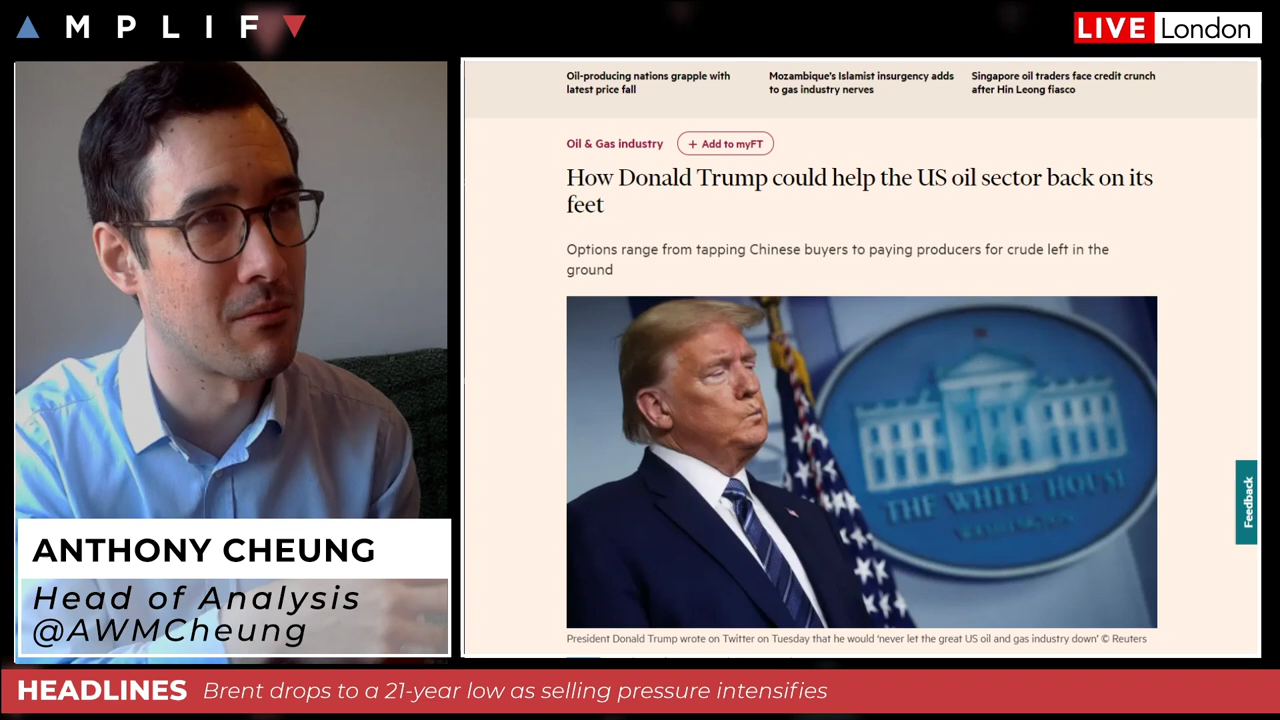 ▲ M P L I F ▼
LIVE London
Oil-producing nations grapple with
latest price fall
Mozambique's Islamist insurgency adds
to gas industry nerves
Singapore oil traders face credit crunch
after Hin Leong fiasco
Oil & Gas industry
+ Add to myFT
How Donald Trump could help the US oil sector back on its
feet
Options range from tapping Chinese buyers to paying producers for crude left in the
ground
THE WHITE HOUSE
WASHINGTON
President Donald Trump wrote on Twitter on Tuesday that he would 'never let the great US oil and gas industry down' © Reuters
Feedback
ANTHONY CHEUNG
Head of Analysis
@AWMCheung
HEADLINES Brent drops to a 21-year low as selling pressure intensifies